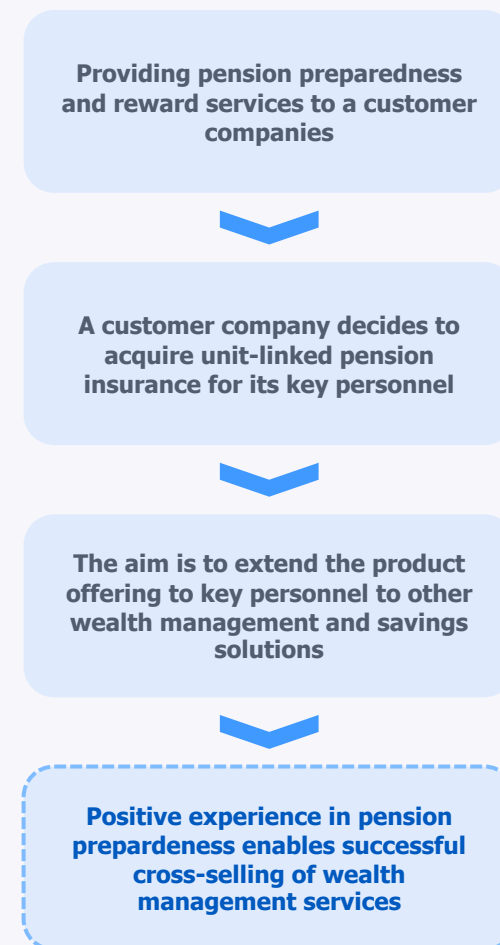 Providing pension preparedness
and reward services to a customer
companies
A customer company decides to
acquire unit-linked pension
insurance for its key personnel
The aim is to extend the product
offering to key personnel to other
wealth management and savings
solutions
Positive experience in pension
prepardeness enables successful
cross-selling of wealth
management services